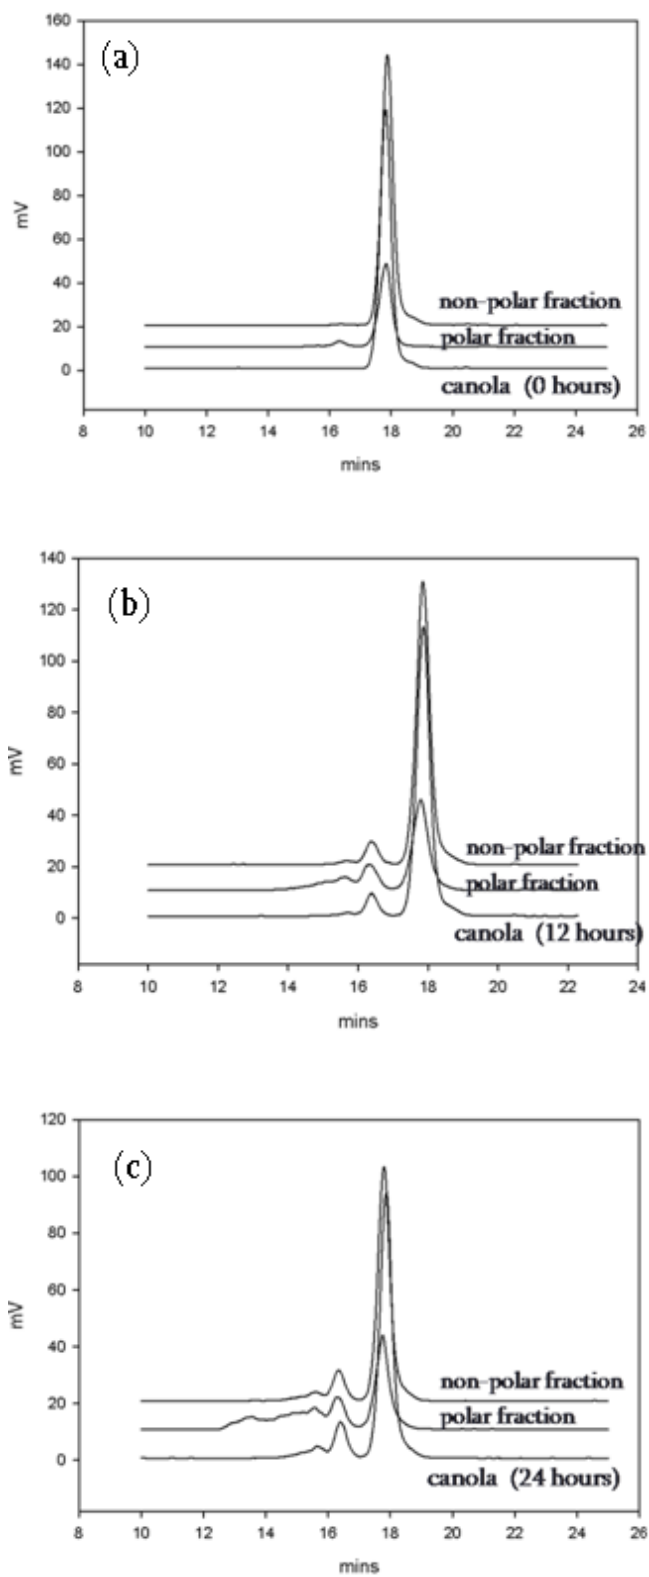 160
(a)
140
120
100
80
mV
60
40
non-polar fraction
20
polar fraction
0
canola (0 hours)
8 10 12 14 16 18 20 22 24 26
mins
140
(b)
120
100
80
mV
60
40
non-polar fraction
20
polar fraction
0
canola (12 hours)
8 10 12 14 16 18 20 22 24
mins
120
(c)
100
80
60
mV
40
non-polar fraction
20
polar fraction
0
canola (24 hours)
8 10 12 14 16 18 20 22 24 26
mins